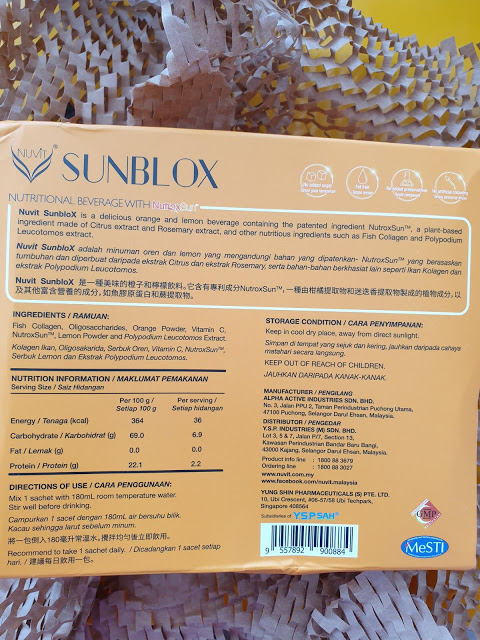 NUVIT
SUNBLOX
NUTRITIONAL BEVERAGE WITH NutroxSun™
Nuvit SunbloX is a delicious orange and lemon beverage containing the patented ingredient NutroxSun™, a plant-based
ingredient made of Citrus extract and Rosemary extract, and other nutritious ingredients such as Fish Collagen and Polypodium
Leucotomos extract.
Nuvit SunbloX adalah minuman oren dan lemon yang mengandungi bahan yang dipatenkan- NutroxSun™ yang berasaskan
tumbuhan dan diperbuat daripada ekstrak Citrus dan ekstrak Rosemary, serta bahan-bahan berkhasiat lain seperti Ikan Kolagen dan
ekstrak Polypodium Leucotomos.
Nuvit SunbloX 是一種美味的橙子和檸檬飲料。它含有專利成分NutroxSun™，一種由柑橘提取物和迷迭香提取物製成的植物成分，以
及其他富含營養的成分，如魚膠原蛋白和蕨提取物。
INGREDIENTS / RAMUAN:
Fish Collagen, Oligosaccharides, Orange Powder, Vitamin C,
NutroxSun™, Lemon Powder and Polypodium Leucotomos Extract.
Kolagen Ikan, Oligosakarida, Serbuk Oren, Vitamin C, NutroxSun™,
Serbuk Lemon dan Ekstrak Polypodium Leucotomos.
NUTRITION INFORMATION / MAKLUMAT PEMAKANAN
Serving Size / Saiz Hidangan
Per 100 g / Per serving /
Setiap 100 g Setiap hidangan
Energy / Tenaga (kcal) 364 36
Carbohydrate / Karbohidrat (g) 69.0 6.9
Fat / Lemak (g) 0.0 0.0
Protein / Protein (g) 22.1 2.2
DIRECTIONS OF USE / CARA PENGGUNAAN:
Mix 1 sachet with 180mL room temperature water.
Stir well before drinking.
Campurkan 1 sacet dengan 180mL air bersuhu bilik.
Kacau sehingga larut sebelum minum.
將一包倒入180毫升常溫水，攪拌均勻後立即飲用。
Recommend to take 1 sachet daily. / Dicadangkan 1 sacet setiap
hari. / 建議每日飲用一包。
STORAGE CONDITION / CARA PENYIMPANAN:
Keep in cool dry place, away from direct sunlight.
Simpan di tempat yang sejuk dan kering, jauhkan daripada cahaya
matahari secara langsung.
KEEP OUT OF REACH OF CHILDREN.
JAUHKAN DARIPADA KANAK-KANAK.
MANUFACTURER / PENGILANG
ALPHA ACTIVE INDUSTRIES SDN. BHD.
No. 3, Jalan PPU 2, Taman Perindustrian Puchong Utama,
47100 Puchong, Selangor Darul Ehsan, Malaysia.
DISTRIBUTOR / PENGEDAR
Y.S.P. INDUSTRIES (M) SDN. BHD.
Lot 3, 5 & 7, Jalan P/7, Section 13,
Kawasan Perindustrian Bandar Baru Bangi,
43000 Kajang, Selangor Darul Ehsan, Malaysia.
Product info line : 1800 88 3679
Ordering line : 1800 88 3027
www.nuvit.com.my
www.facebook.com/nuvit.malaysia
YUNG SHIN PHARMACEUTICALS (S) PTE. LTD.
10, Ubi Crescent, #06-57/58 Ubi Techpark,
Singapore 408564
Subsidiaries of Y.S.P.SAH®
9 557892 900884
GMP
MeSTI